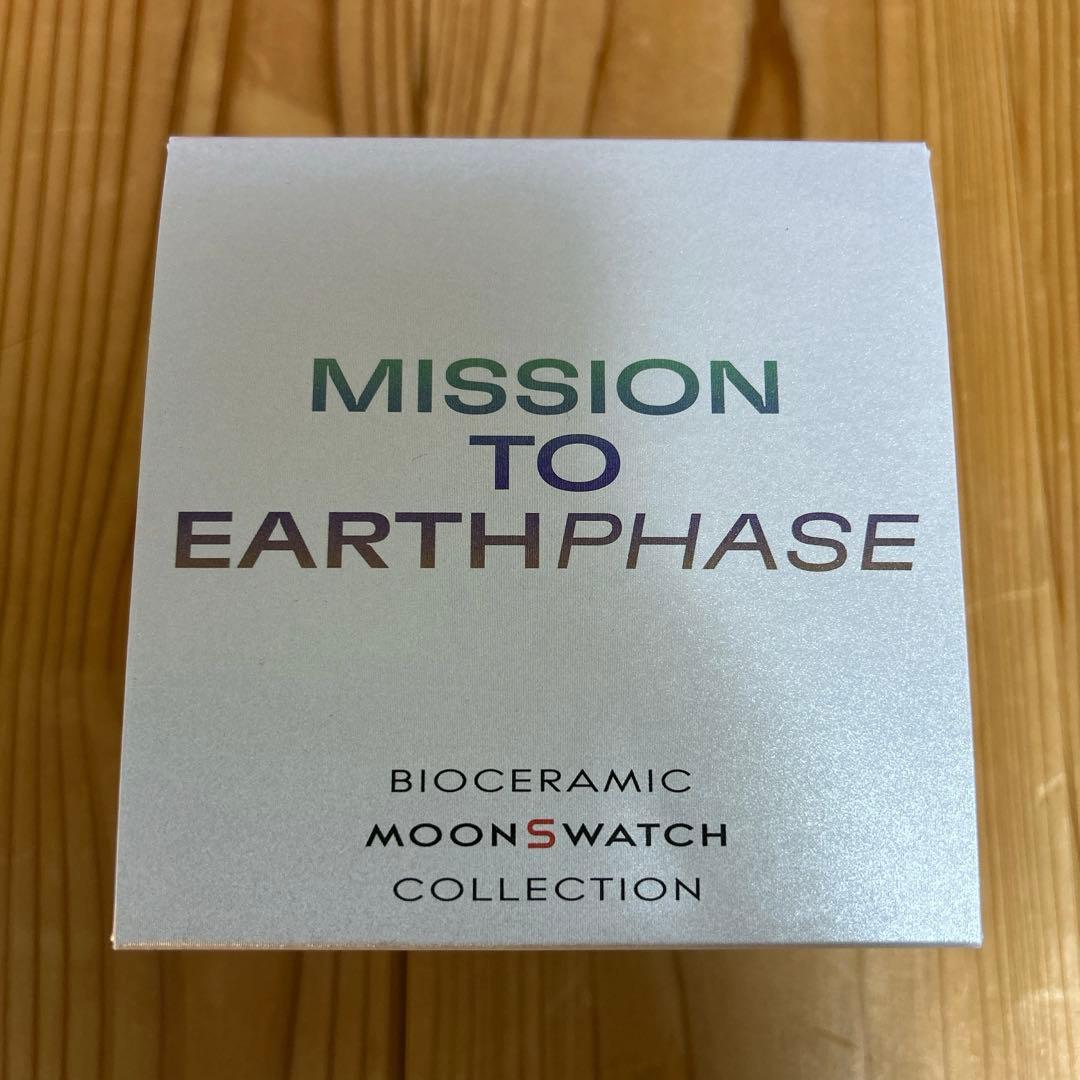 MISSION
TO
EARTHPHASE
BIOCERAMIC
MOONSWATCH
COLLECTION